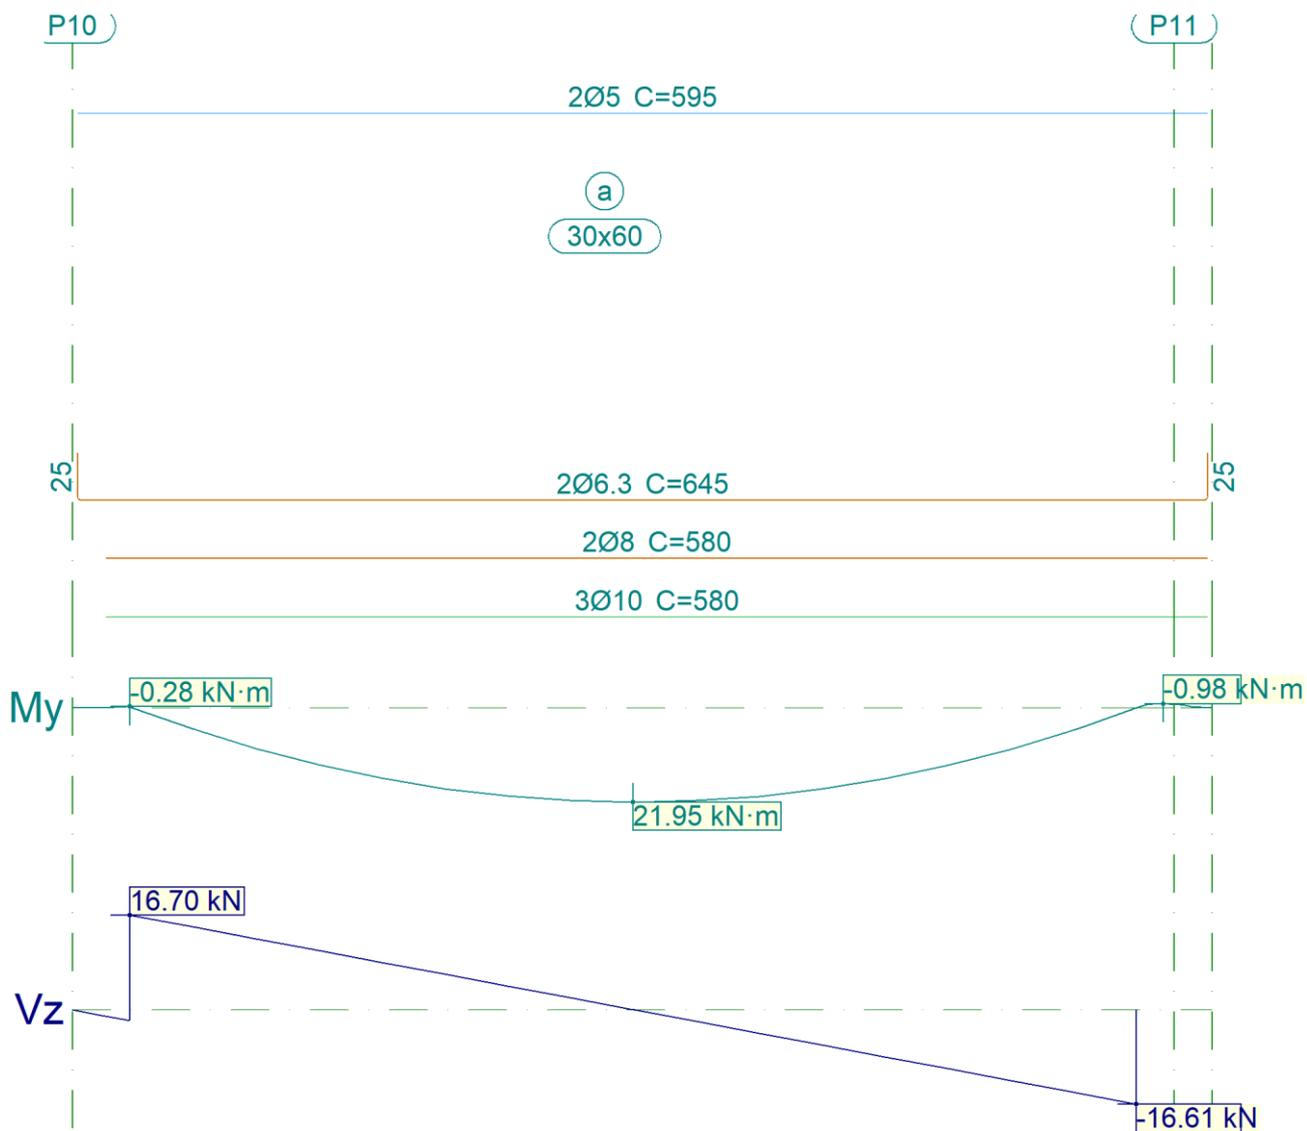 P10 P11
2Ø5 C=595
a
30x60
25 2Ø6.3 C=645 25
2Ø8 C=580
3Ø10 C=580
My -0.28 kN·m -0.98 kN·m
21.95 kN·m
16.70 kN
Vz
-16.61 kN